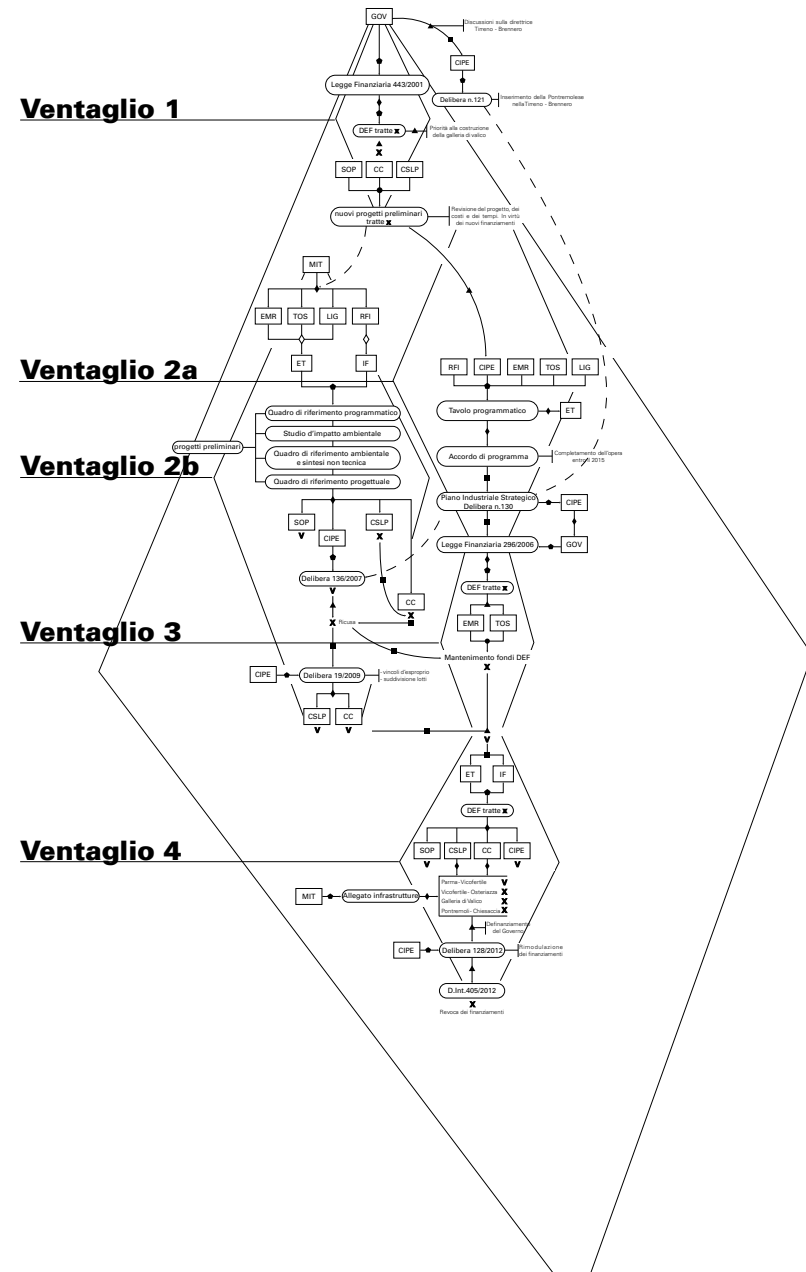 GOV
Discussioni sulla direttrice
Tirreno - Brennero
CIPE
Legge Finanziaria 443/2001
Delibera n.121
Inserimento della Pontremolese
nella Timeno - Brennero
Ventaglio 1
DEF tratte x
Priorità alla costruzione
della galleria di valico
x
SOP
CC
CSLP
nuovi progetti preliminari
tratte x
Revisione del progetto, dei
costi e dei tempi. In virtù
dei nuovi finanziamenti
MIT
EMR
TOS
LIG
RFI
ET
IF
Ventaglio 2a
RFI
CIPE
EMR
TOS
LIG
Quadro di riferimento programmatico
Tavolo programmatico
ET
Studio d'impatto ambientale
progetti preliminari
Quadro di riferimento ambientale
e sintesi non tecnica
Accordo di programma
Completamento dell'opera
entro il 2015
Ventaglio 2b
Quadro di riferimento progettuale
Piano Industriale Strategico
Delibera n.130
CIPE
SOP
V
CSLP
x
CIPE
Legge Finanziaria 296/2006
GOV
Delibera 136/2007
V
DEF tratte x
CC
x
Ventaglio 3
x Ricusa
EMR
TOS
Mantenimento fondi DEF
x
CIPE
Delibera 19/2009
- vincoli d'esproprio
- suddivisione lotti
CSLP
V
CC
V
V
ET
IF
DEF tratte x
Ventaglio 4
SOP
V
CSLP
CC
CIPE
V
Parma-Vicofertile V
Vicofertile-Osteriazza x
Galleria di Valico x
Pontremoli-Chiesaccia x
MIT
Allegato infrastrutture
Definanziamento
del Governo
CIPE
Delibera 128/2012
Rimodulazione
dei finanziamenti
D.Int.405/2012
x
Revoca dei finanziamenti